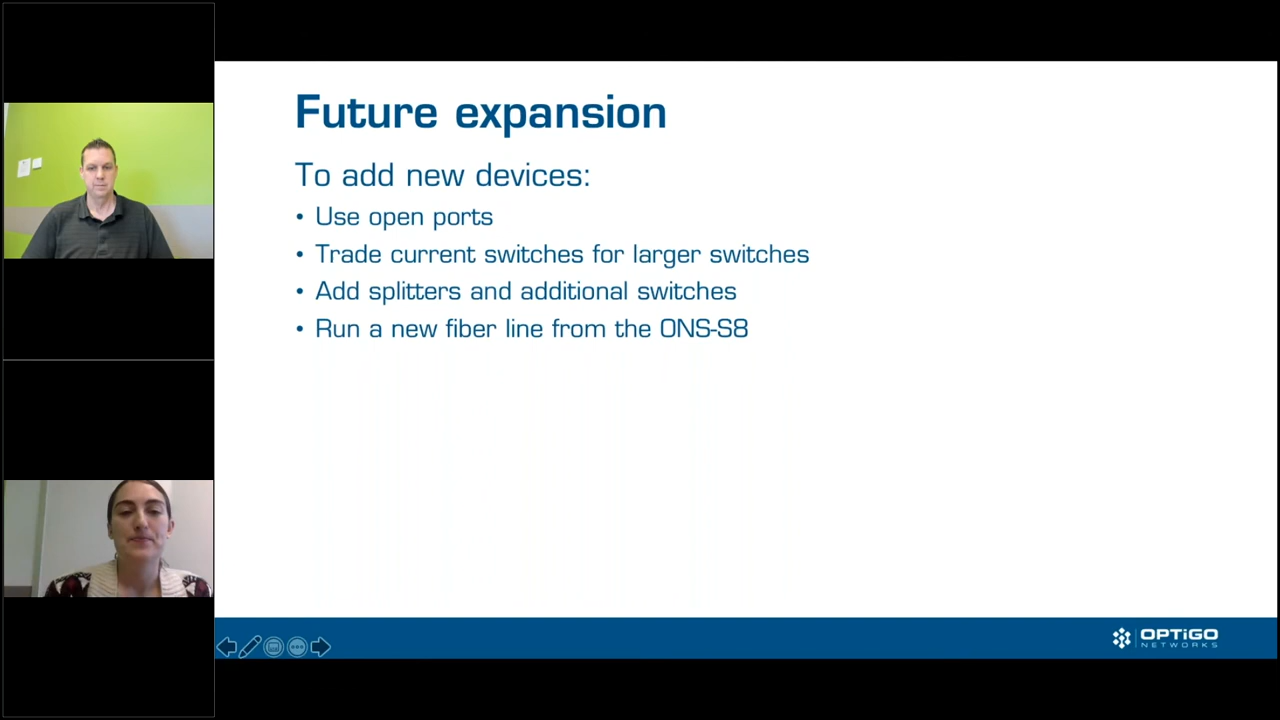 Future expansion
To add new devices:
• Use open ports
• Trade current switches for larger switches
• Add splitters and additional switches
• Run a new fiber line from the ONS-S8
OPTiGO
NETWORKS